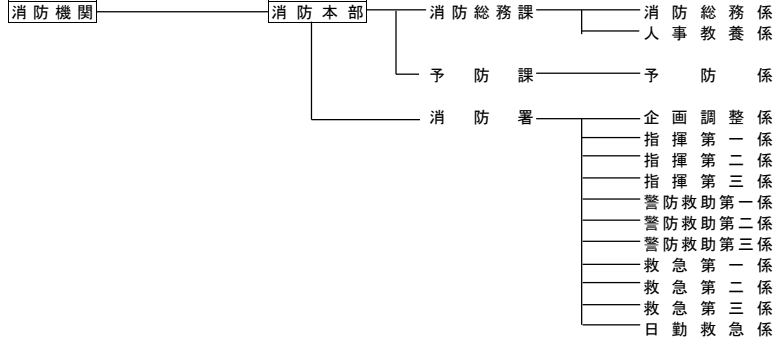 消防機関 消防本部 消防総務課 消防総務係
人事教養係
予防課 予防係
消防署 企画調整係
指揮第一係
指揮第二係
指揮第三係
警防救助第一係
警防救助第二係
警防救助第三係
救急第一係
救急第二係
救急第三係
日勤救急係